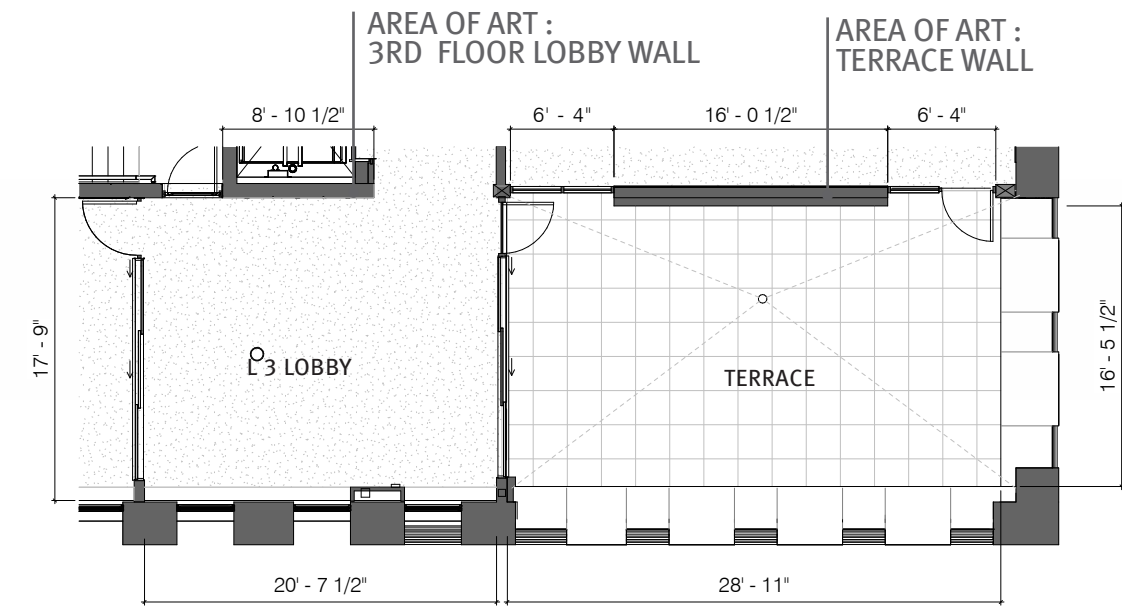 AREA OF ART :
3RD  FLOOR LOBBY WALL
AREA OF ART :
TERRACE WALL
8' - 10 1/2"
6' - 4"
16' - 0 1/2"
6' - 4"
17' - 9"
L 3 LOBBY
TERRACE
16' - 5 1/2"
20' - 7 1/2"
28' - 11"